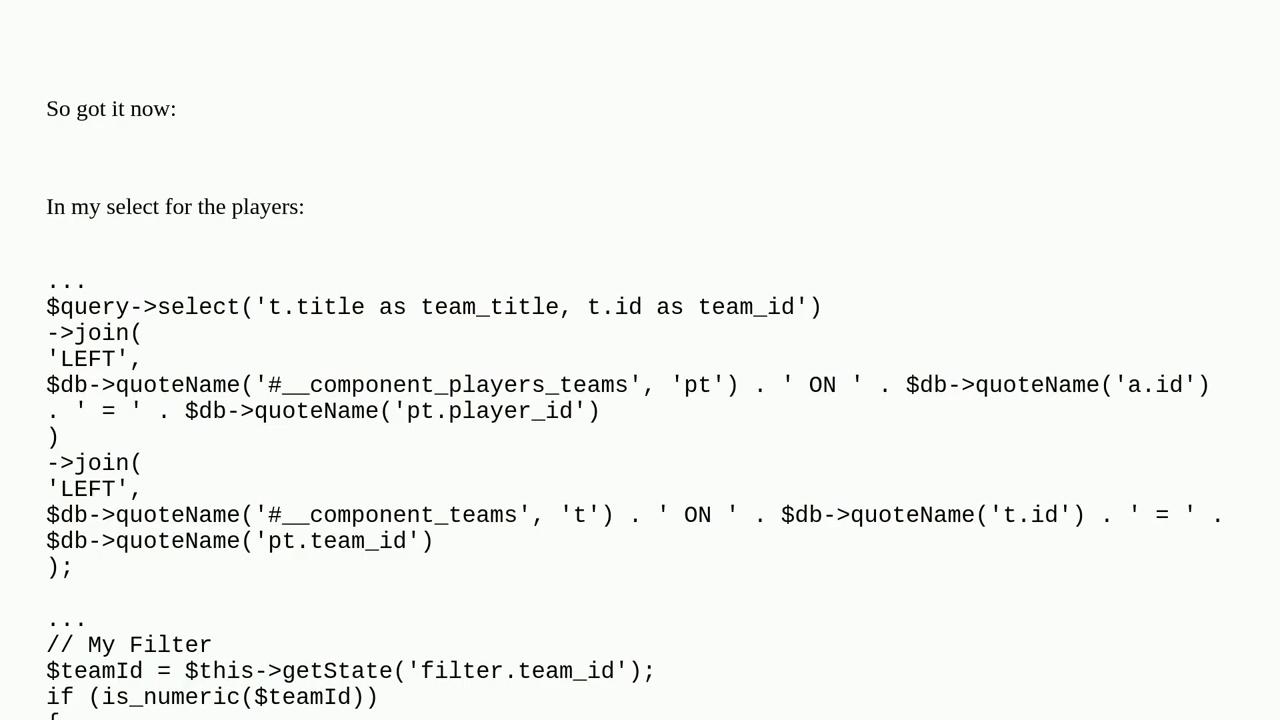 So got it now:
In my select for the players:
...
$query->select('t.title as team_title, t.id as team_id')
->join(
'LEFT',
$db->quoteName('#__component_players_teams', 'pt') . ' ON ' . $db->quoteName('a.id')
. ' = ' . $db->quoteName('pt.player_id')
)
->join(
'LEFT',
$db->quoteName('#__component_teams', 't') . ' ON ' . $db->quoteName('t.id') . ' = ' .
$db->quoteName('pt.team_id')
);
...
// My Filter
$teamId = $this->getState('filter.team_id');
if (is_numeric($teamId))
{